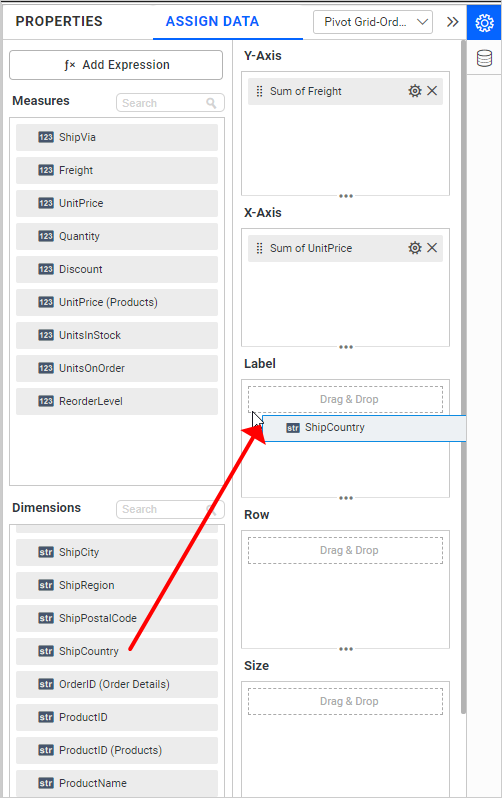 PROPERTIES
ASSIGN DATA
Pivot Grid-Ord...
ƒ× Add Expression
Measures
Search
123 ShipVia
123 Freight
123 UnitPrice
123 Quantity
123 Discount
123 UnitPrice (Products)
123 UnitsInStock
123 UnitsOnOrder
123 ReorderLevel
Dimensions
Search
str ShipCity
str ShipRegion
str ShipPostalCode
str ShipCountry
str OrderID (Order Details)
str ProductID
str ProductID (Products)
str ProductName
Y-Axis
Sum of Freight
X-Axis
Sum of UnitPrice
Label
Drag & Drop
str ShipCountry
Row
Drag & Drop
Size
Drag & Drop